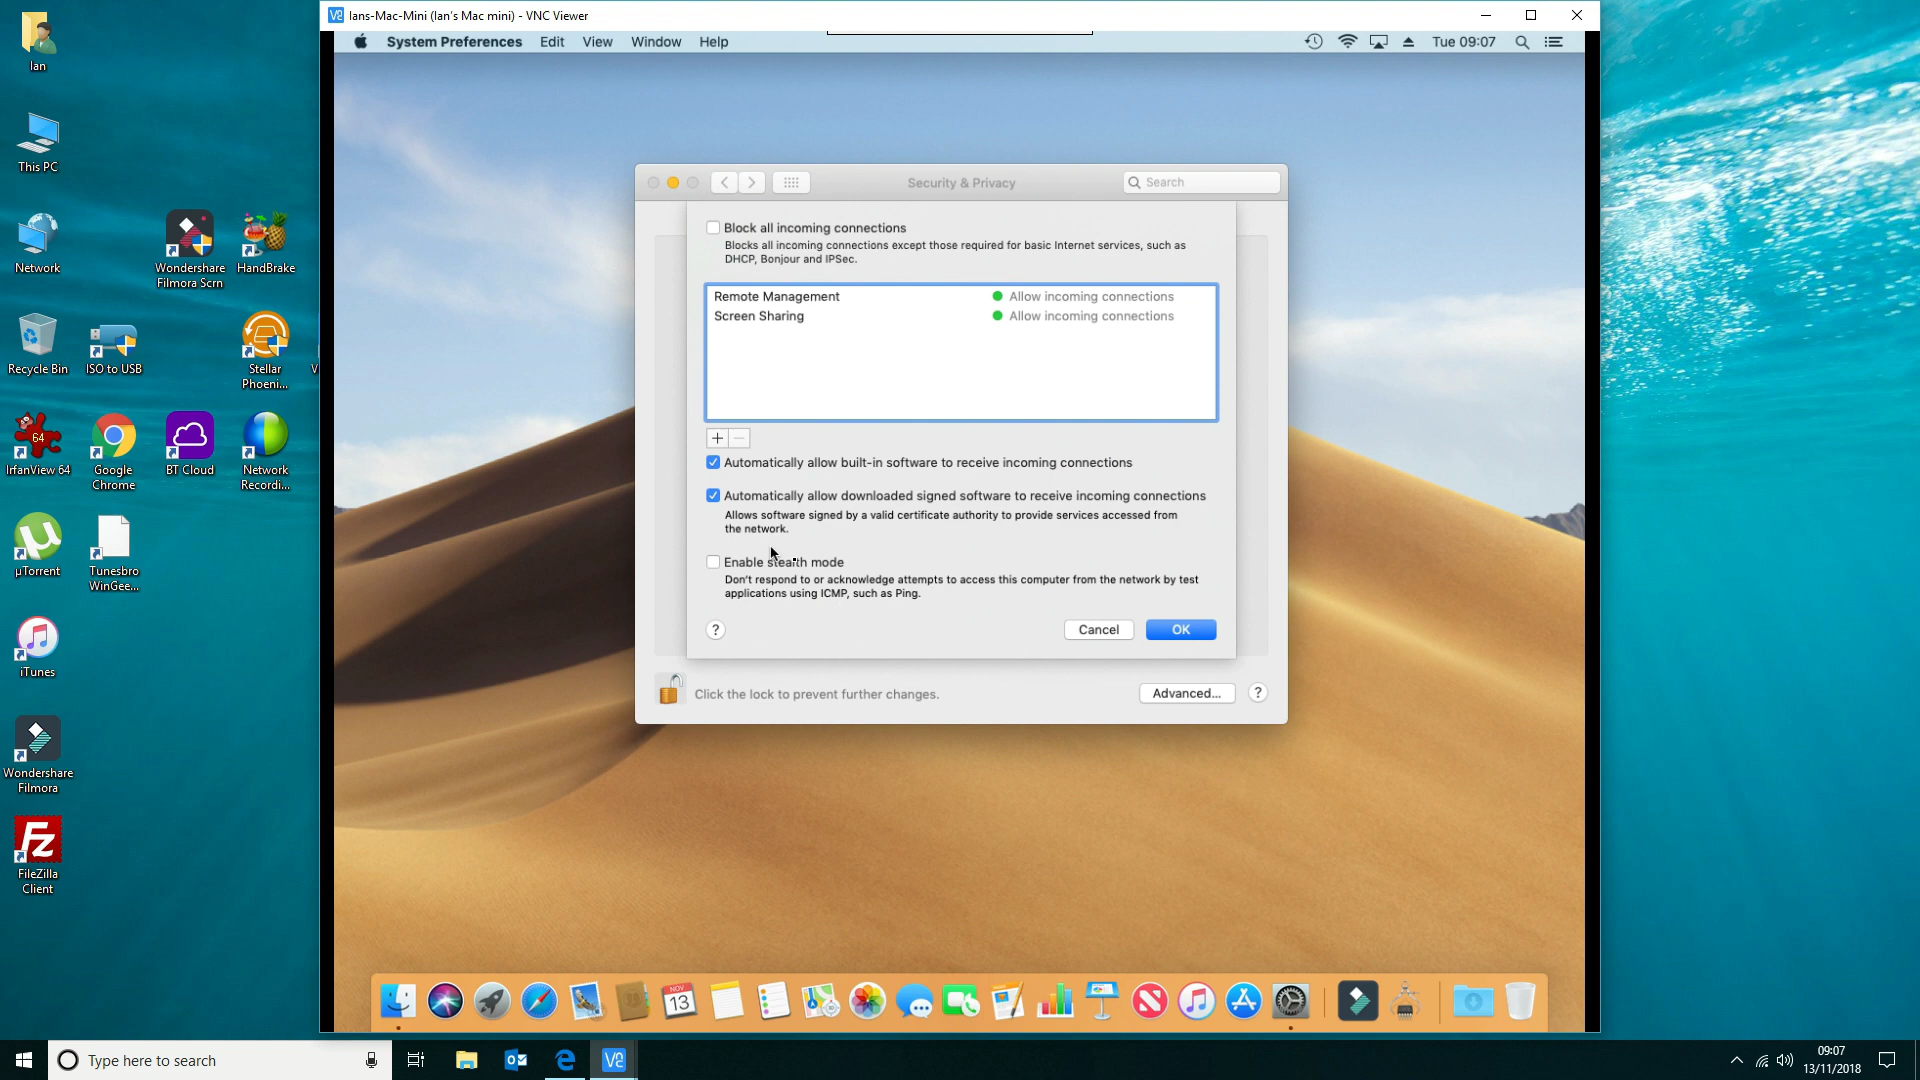 Ians-Mac-Mini (Ian's Mac mini) - VNC Viewer
System Preferences Edit View Window Help
Tue 09:07
Security & Privacy
Search
Block all incoming connections
Blocks all incoming connections except those required for basic Internet services, such as
DHCP, Bonjour and IPSec.
Remote Management Allow incoming connections
Screen Sharing Allow incoming connections
Automatically allow built-in software to receive incoming connections
Automatically allow downloaded signed software to receive incoming connections
Allows software signed by a valid certificate authority to provide services accessed from
the network.
Enable stealth mode
Don't respond to or acknowledge attempts to access this computer from the network by test
applications using ICMP, such as Ping.
?
Cancel
OK
Click the lock to prevent further changes.
Advanced...
?
NOV
13
Ian
This PC
Network
Wondershare
Filmora Scrn
HandBrake
Recycle Bin
ISO to USB
Stellar
Phoeni...
V
64
IrfanView 64
Google
Chrome
BT Cloud
Network
Recordi...
µTorrent
Tunesbro
WinGee...
iTunes
Wondershare
Filmora
Fz
FileZilla
Client
Type here to search
09:07
13/11/2018